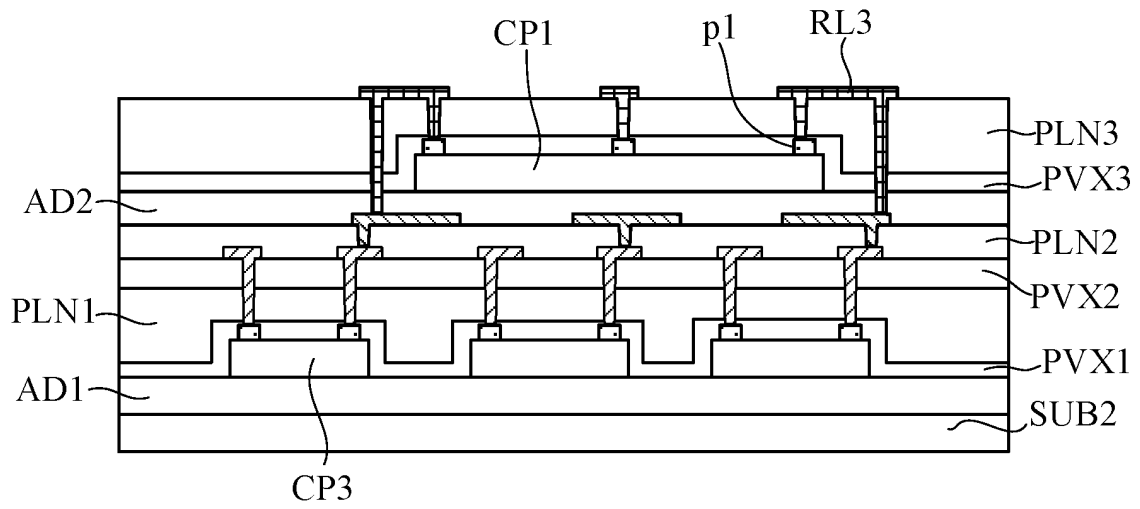 CP1
p1
RL3
PLN3
PVX3
AD2
PLN2
PVX2
PLN1
PVX1
AD1
SUB2
CP3